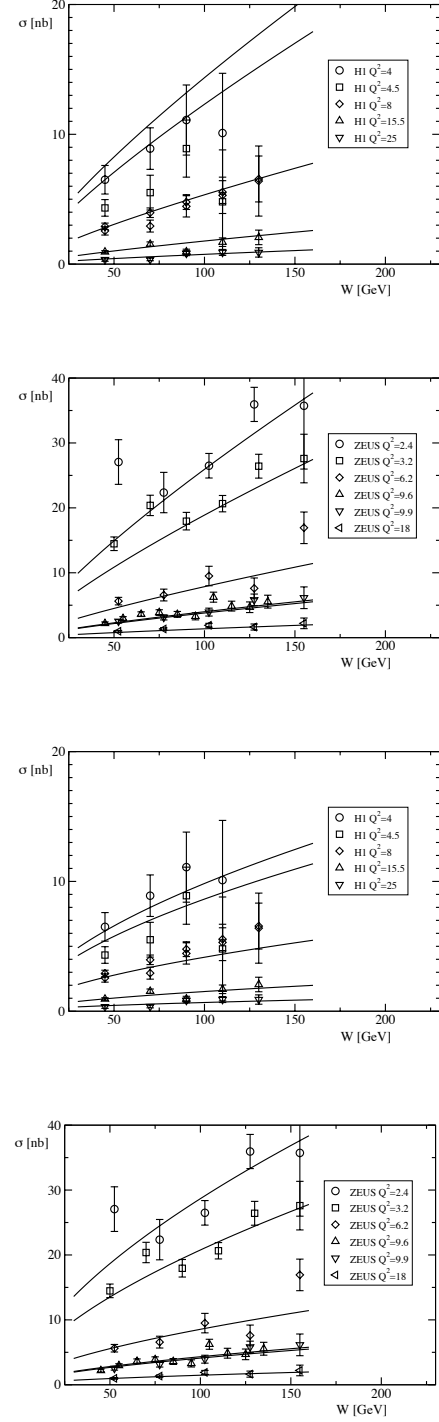 20
σ [nb]
H1 Q²=4
H1 Q²=4.5
H1 Q²=8
H1 Q²=15.5
H1 Q²=25
10
0
50 100 150 200
W [GeV]
40
σ [nb]
30
ZEUS Q²=2.4
ZEUS Q²=3.2
ZEUS Q²=6.2
ZEUS Q²=9.6
ZEUS Q²=9.9
ZEUS Q²=18
20
10
0
50 100 150 200
W [GeV]
20
σ [nb]
H1 Q²=4
H1 Q²=4.5
H1 Q²=8
H1 Q²=15.5
H1 Q²=25
10
0
50 100 150 200
W [GeV]
40
σ [nb]
30
ZEUS Q²=2.4
ZEUS Q²=3.2
ZEUS Q²=6.2
ZEUS Q²=9.6
ZEUS Q²=9.9
ZEUS Q²=18
20
10
0
50 100 150 200
W [GeV]